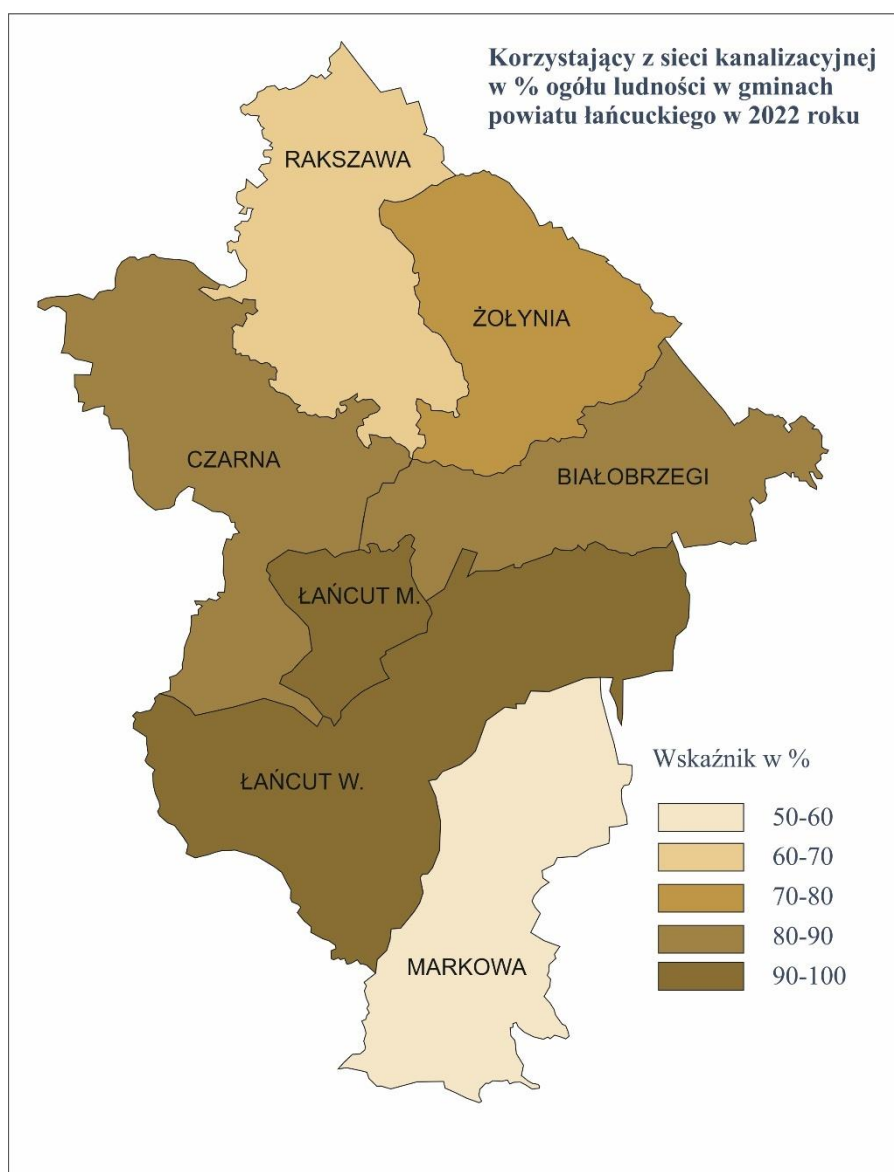 Korzystający z sieci kanalizacyjnej
w % ogółu ludności w gminach
powiatu łańcuckiego w 2022 roku
RAKSZAWA
ŻOŁYNIA
CZARNA
BIAŁOBRZEGI
ŁAŃCUT M.
ŁAŃCUT W.
MARKOWA
Wskaźnik w %
50-60
60-70
70-80
80-90
90-100